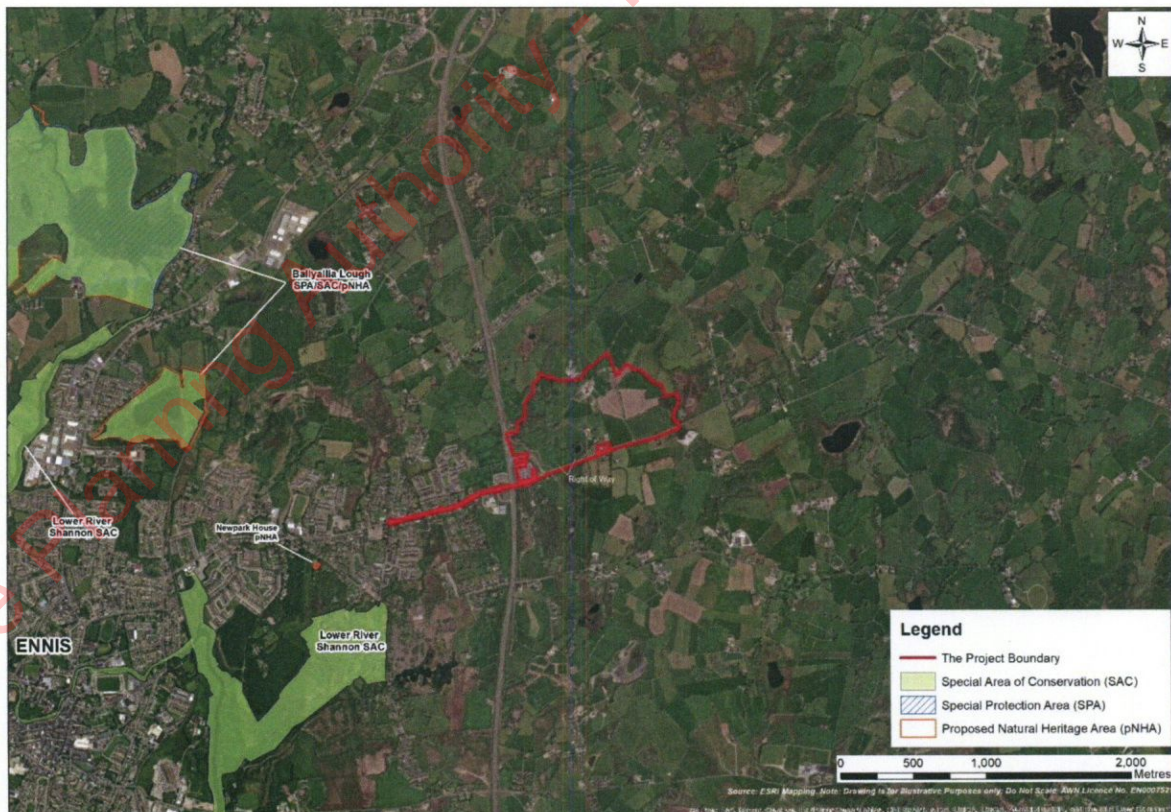 N
W E
S
Planning Authority
Ballyallia Lough
SPA/SAC/pNHA
Right of Way
Lower River
Shannon SAC
Newpark House
pNHA
Lower River
Shannon SAC
ENNIS
Legend
The Project Boundary
Special Area of Conservation (SAC)
Special Protection Area (SPA)
Proposed Natural Heritage Area (pNHA)
0 500 1,000 2,000
Metres
Source: ESRI Mapping. Note: Drawing is for Illustrative Purposes only: Do Not Scale AWN Licence No.